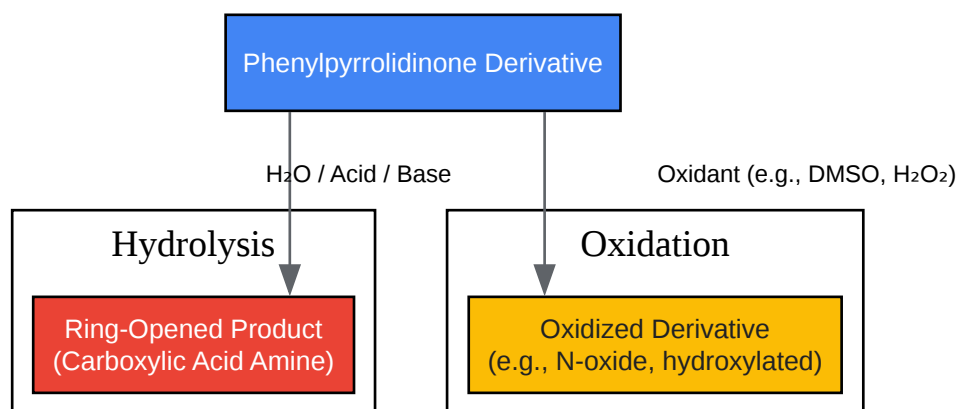 Phenylpyrrolidinone Derivative
H₂O / Acid / Base
Oxidant (e.g., DMSO, H₂O₂)
Hydrolysis
Oxidation
Ring-Opened Product
(Carboxylic Acid Amine)
Oxidized Derivative
(e.g., N-oxide, hydroxylated)